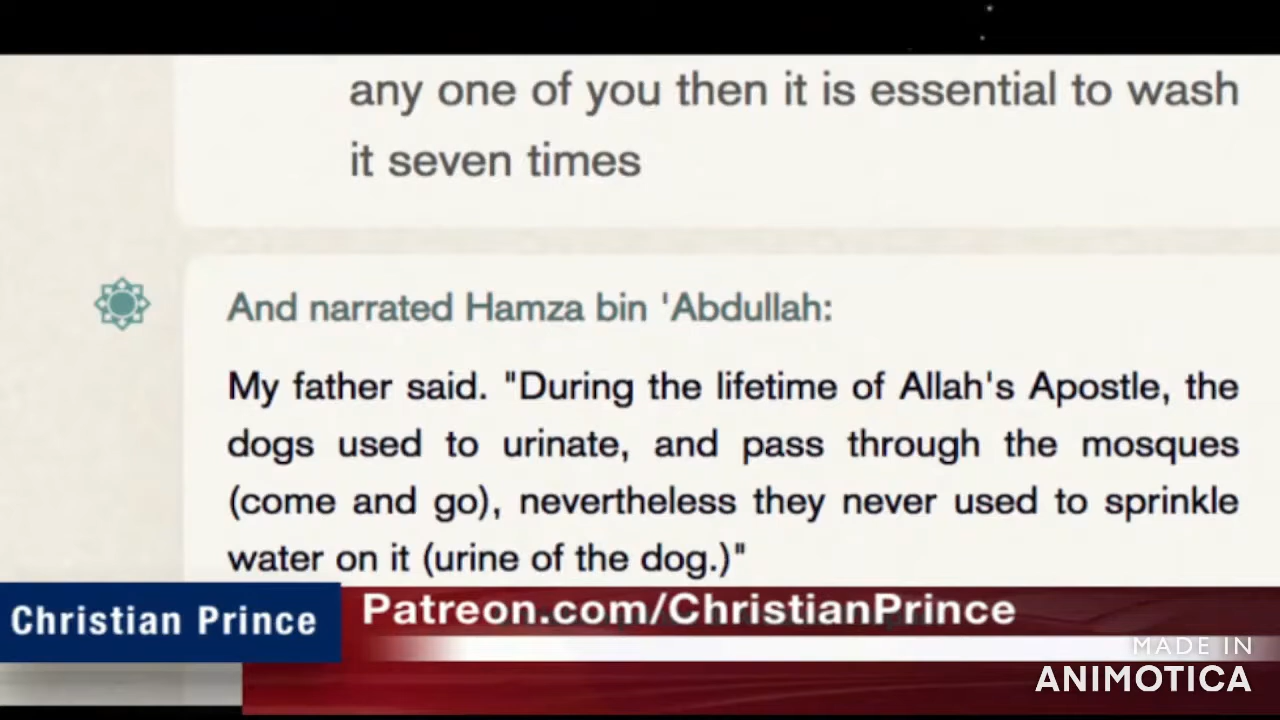 any one of you then it is essential to wash
it seven times
And narrated Hamza bin 'Abdullah:
My father said. "During the lifetime of Allah's Apostle, the
dogs used to urinate, and pass through the mosques
(come and go), nevertheless they never used to sprinkle
water on it (urine of the dog.)"
Christian Prince
Patreon.com/ChristianPrince
MADE IN
ANIMOTICA